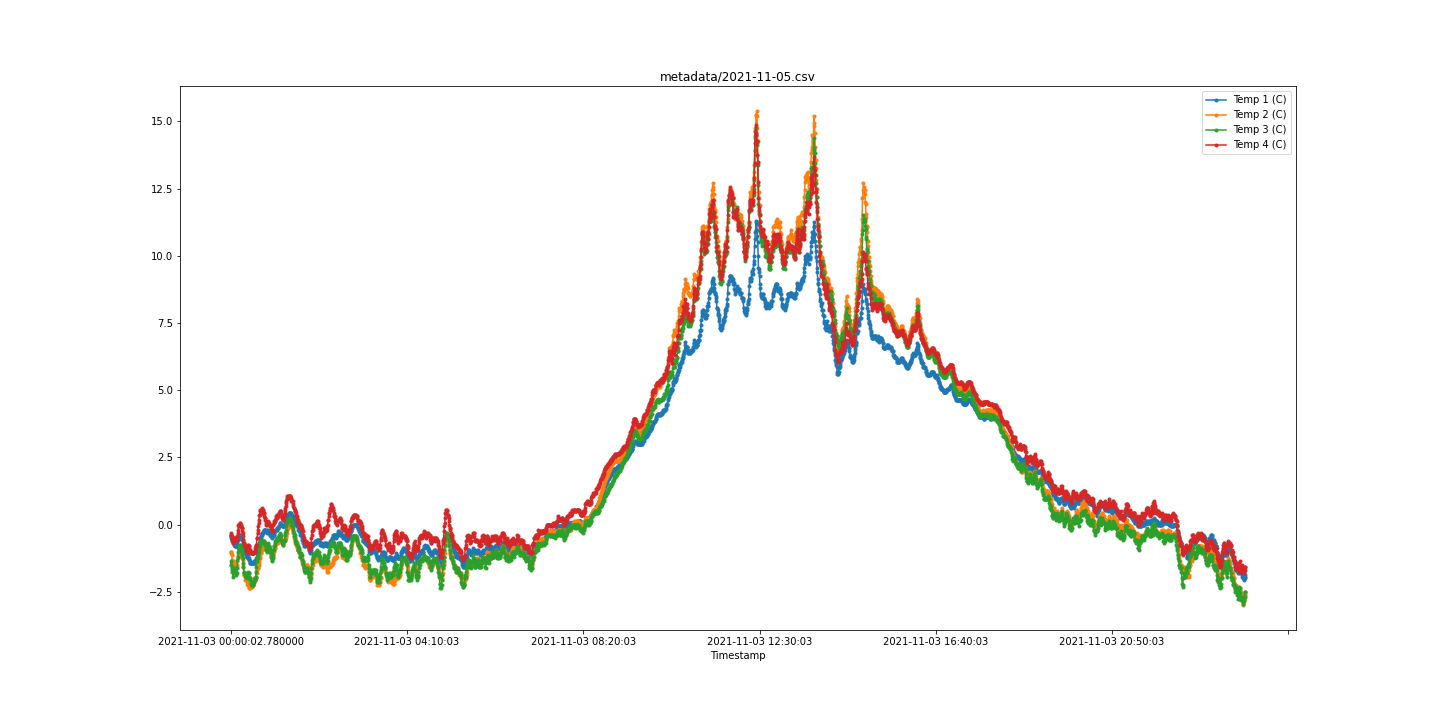 metadata/2021-11-05.csv
Temp 1 (C)
Temp 2 (C)
Temp 3 (C)
Temp 4 (C)
15.0
12.5
10.0
7.5
5.0
2.5
0.0
−2.5
2021-11-03 00:00:02.780000 2021-11-03 04:10:03 2021-11-03 08:20:03 2021-11-03 12:30:03 2021-11-03 16:40:03 2021-11-03 20:50:03
Timestamp